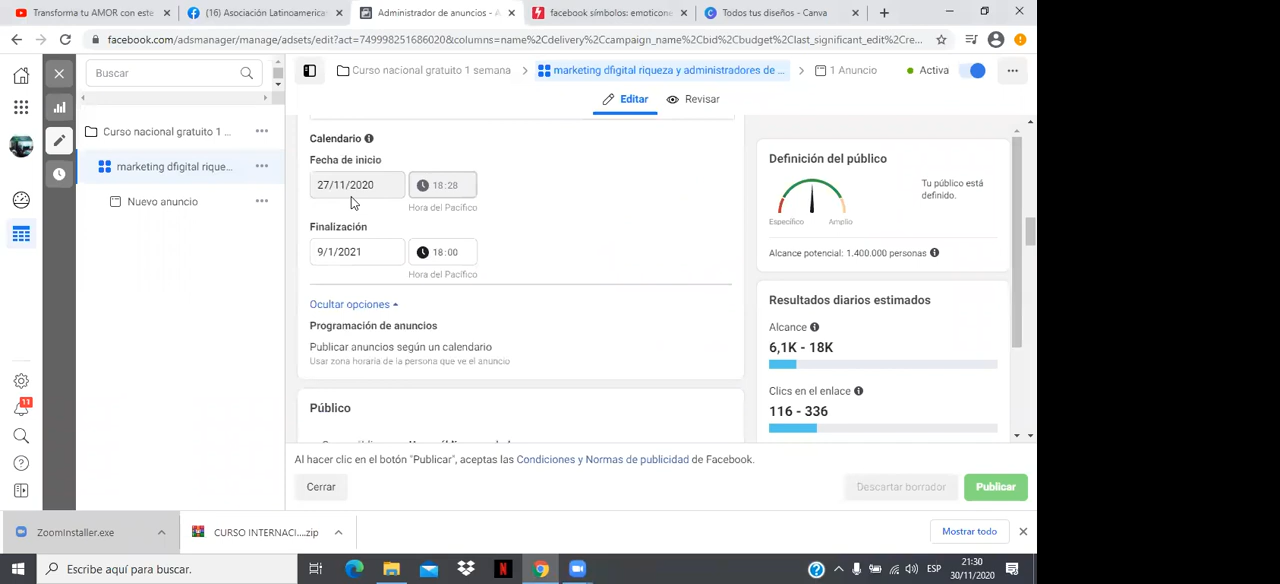 Transforma tu AMOR con este
(16) Asociación Latinoamerica
Administrador de anuncios - A
facebook símbolos: emoticone
Todos tus diseños - Canva
facebook.com/adsmanager/manage/adsets/edit?act=749998251686020&columns=name%2Cdelivery%2Ccampaign_name%2Cbid%2Cbudget%2Clast_significant_edit%2Cre...
Buscar
Curso nacional gratuito 1 semana
marketing dfigital riqueza y administradores de ...
1 Anuncio
Activa
Editar
Revisar
Curso nacional gratuito 1 ...
marketing dfigital rique...
Nuevo anuncio
Calendario
Fecha de inicio
27/11/2020
18:28
Hora del Pacífico
Finalización
9/1/2021
18:00
Hora del Pacífico
Ocultar opciones
Programación de anuncios
Publicar anuncios según un calendario
Usar zona horaria de la persona que ve el anuncio
Público
Definición del público
Específico
Amplio
Tu público está
definido.
Alcance potencial: 1.400.000 personas
Resultados diarios estimados
Alcance
6,1K - 18K
Clics en el enlace
116 - 336
Al hacer clic en el botón "Publicar", aceptas las Condiciones y Normas de publicidad de Facebook.
Cerrar
Descartar borrador
Publicar
11
ZoomInstaller.exe
CURSO INTERNACI....zip
Mostrar todo
Escribe aquí para buscar.
ESP
21:30
30/11/2020